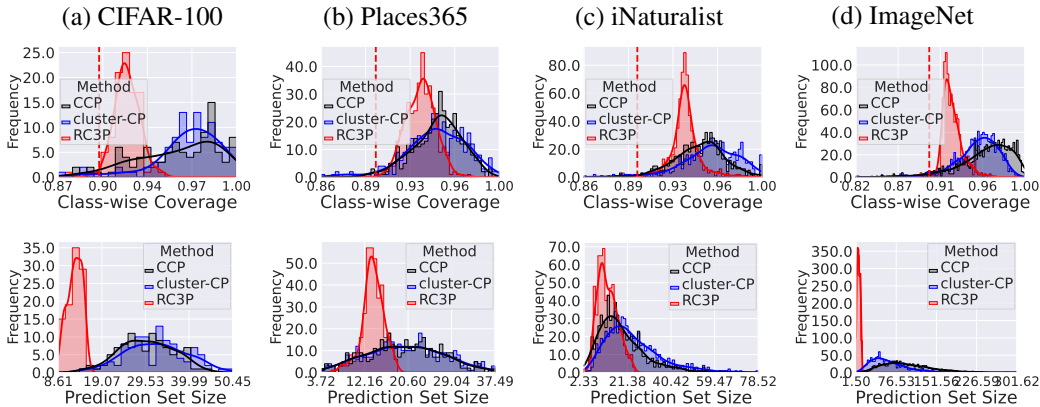 (a) CIFAR-100
(b) Places365
(c) iNaturalist
(d) ImageNet
25.0
20.0
15.0
10.0
5.0
0.0
Frequency
Method
CCP
cluster-CP
RC3P
0.87 0.90 0.94 0.97 1.00
Class-wise Coverage
40.0
30.0
20.0
10.0
0.0
Frequency
Method
CCP
cluster-CP
RC3P
0.86 0.89 0.93 0.96 1.00
Class-wise Coverage
80.0
60.0
40.0
20.0
0.0
Frequency
Method
CCP
cluster-CP
RC3P
0.86 0.89 0.93 0.96 1.00
Class-wise Coverage
100.0
80.0
60.0
40.0
20.0
0.0
Frequency
Method
CCP
cluster-CP
RC3P
0.82 0.87 0.91 0.96 1.00
Class-wise Coverage
35.0
30.0
25.0
20.0
15.0
10.0
5.0
0.0
Frequency
Method
CCP
cluster-CP
RC3P
8.61 19.07 29.53 39.99 50.45
Prediction Set Size
50.0
40.0
30.0
20.0
10.0
0.0
Frequency
Method
CCP
cluster-CP
RC3P
3.72 12.16 20.60 29.04 37.49
Prediction Set Size
70.0
60.0
50.0
40.0
30.0
20.0
10.0
0.0
Frequency
Method
CCP
cluster-CP
RC3P
2.33 21.38 40.42 59.47 78.52
Prediction Set Size
350.0
300.0
250.0
200.0
150.0
100.0
50.0
0.0
Frequency
Method
CCP
cluster-CP
RC3P
1.50 76.53 151.56 226.59 301.62
Prediction Set Size